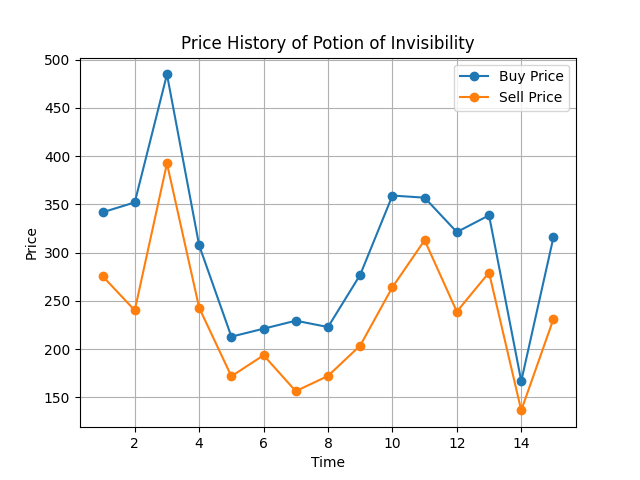 Price History of Potion of Invisibility
500
450
400
350
300
250
200
150
Price
Buy Price
Sell Price
2 4 6 8 10 12 14
Time